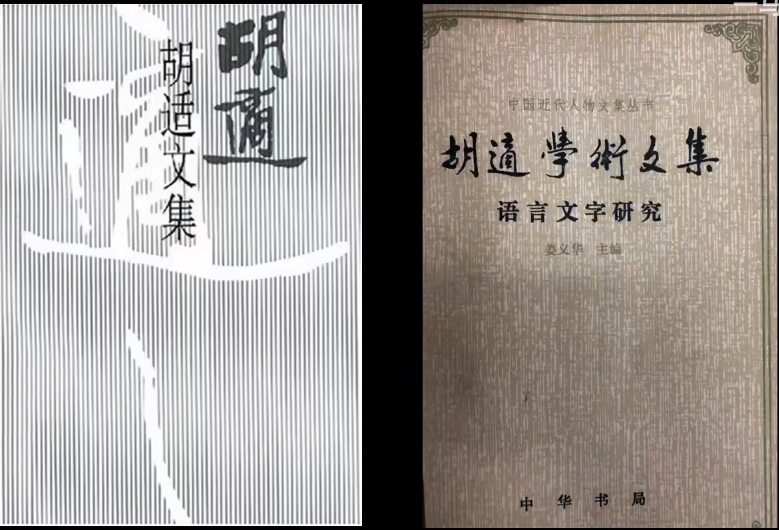 胡適
胡适文集
中国近代人物文集丛书
胡適學術文集
语言文字研究
姜义华 主编
中华书局